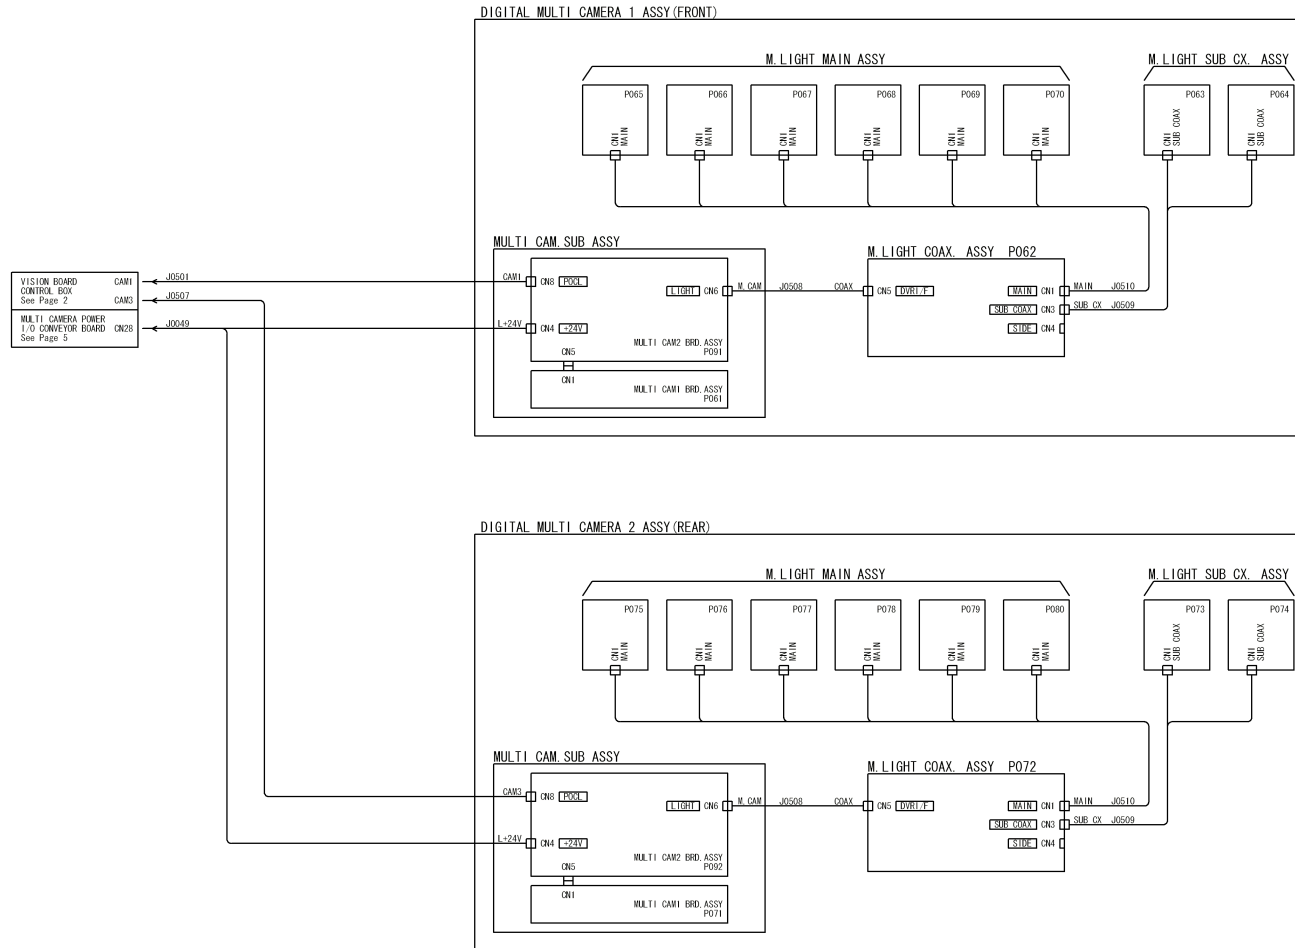 DIGITAL MULTI CAMERA 1 ASSY(FRONT)
M.LIGHT MAIN ASSY
M.LIGHT SUB CX. ASSY
P065
P066
P067
P068
P069
P070
P063
P064
CN1
MAIN
CN1
MAIN
CN1
MAIN
CN1
MAIN
CN1
MAIN
CN1
MAIN
CN1
SUB COAX
CN1
SUB COAX
MULTI CAM.SUB ASSY
M.LIGHT COAX. ASSY P062
VISION BOARD
CONTROL BOX
See Page 2
CAM1
CAM3
J0501
J0507
MULTI CAMERA POWER
I/O CONVEYOR BOARD
See Page 5
CN28
J0049
CAM1
CN8 POCL
LIGHT CN6
M.CAM J0508 COAX
CN5 DVRI/F
MAIN CN1
MAIN J0510
SUB COAX CN3
SUB CX J0509
SIDE CN4
L+24V
CN4 +24V
MULTI CAM2 BRD.ASSY
P091
CN5
CN1
MULTI CAM1 BRD.ASSY
P061
DIGITAL MULTI CAMERA 2 ASSY(REAR)
M.LIGHT MAIN ASSY
M.LIGHT SUB CX. ASSY
P075
P076
P077
P078
P079
P080
P073
P074
CN1
MAIN
CN1
MAIN
CN1
MAIN
CN1
MAIN
CN1
MAIN
CN1
MAIN
CN1
SUB COAX
CN1
SUB COAX
MULTI CAM.SUB ASSY
M.LIGHT COAX. ASSY P072
CAM3
CN8 POCL
LIGHT CN6
M.CAM J0508 COAX
CN5 DVRI/F
MAIN CN1
MAIN J0510
SUB COAX CN3
SUB CX J0509
SIDE CN4
L+24V
CN4 +24V
MULTI CAM2 BRD.ASSY
P092
CN5
CN1
MULTI CAM1 BRD.ASSY
P071